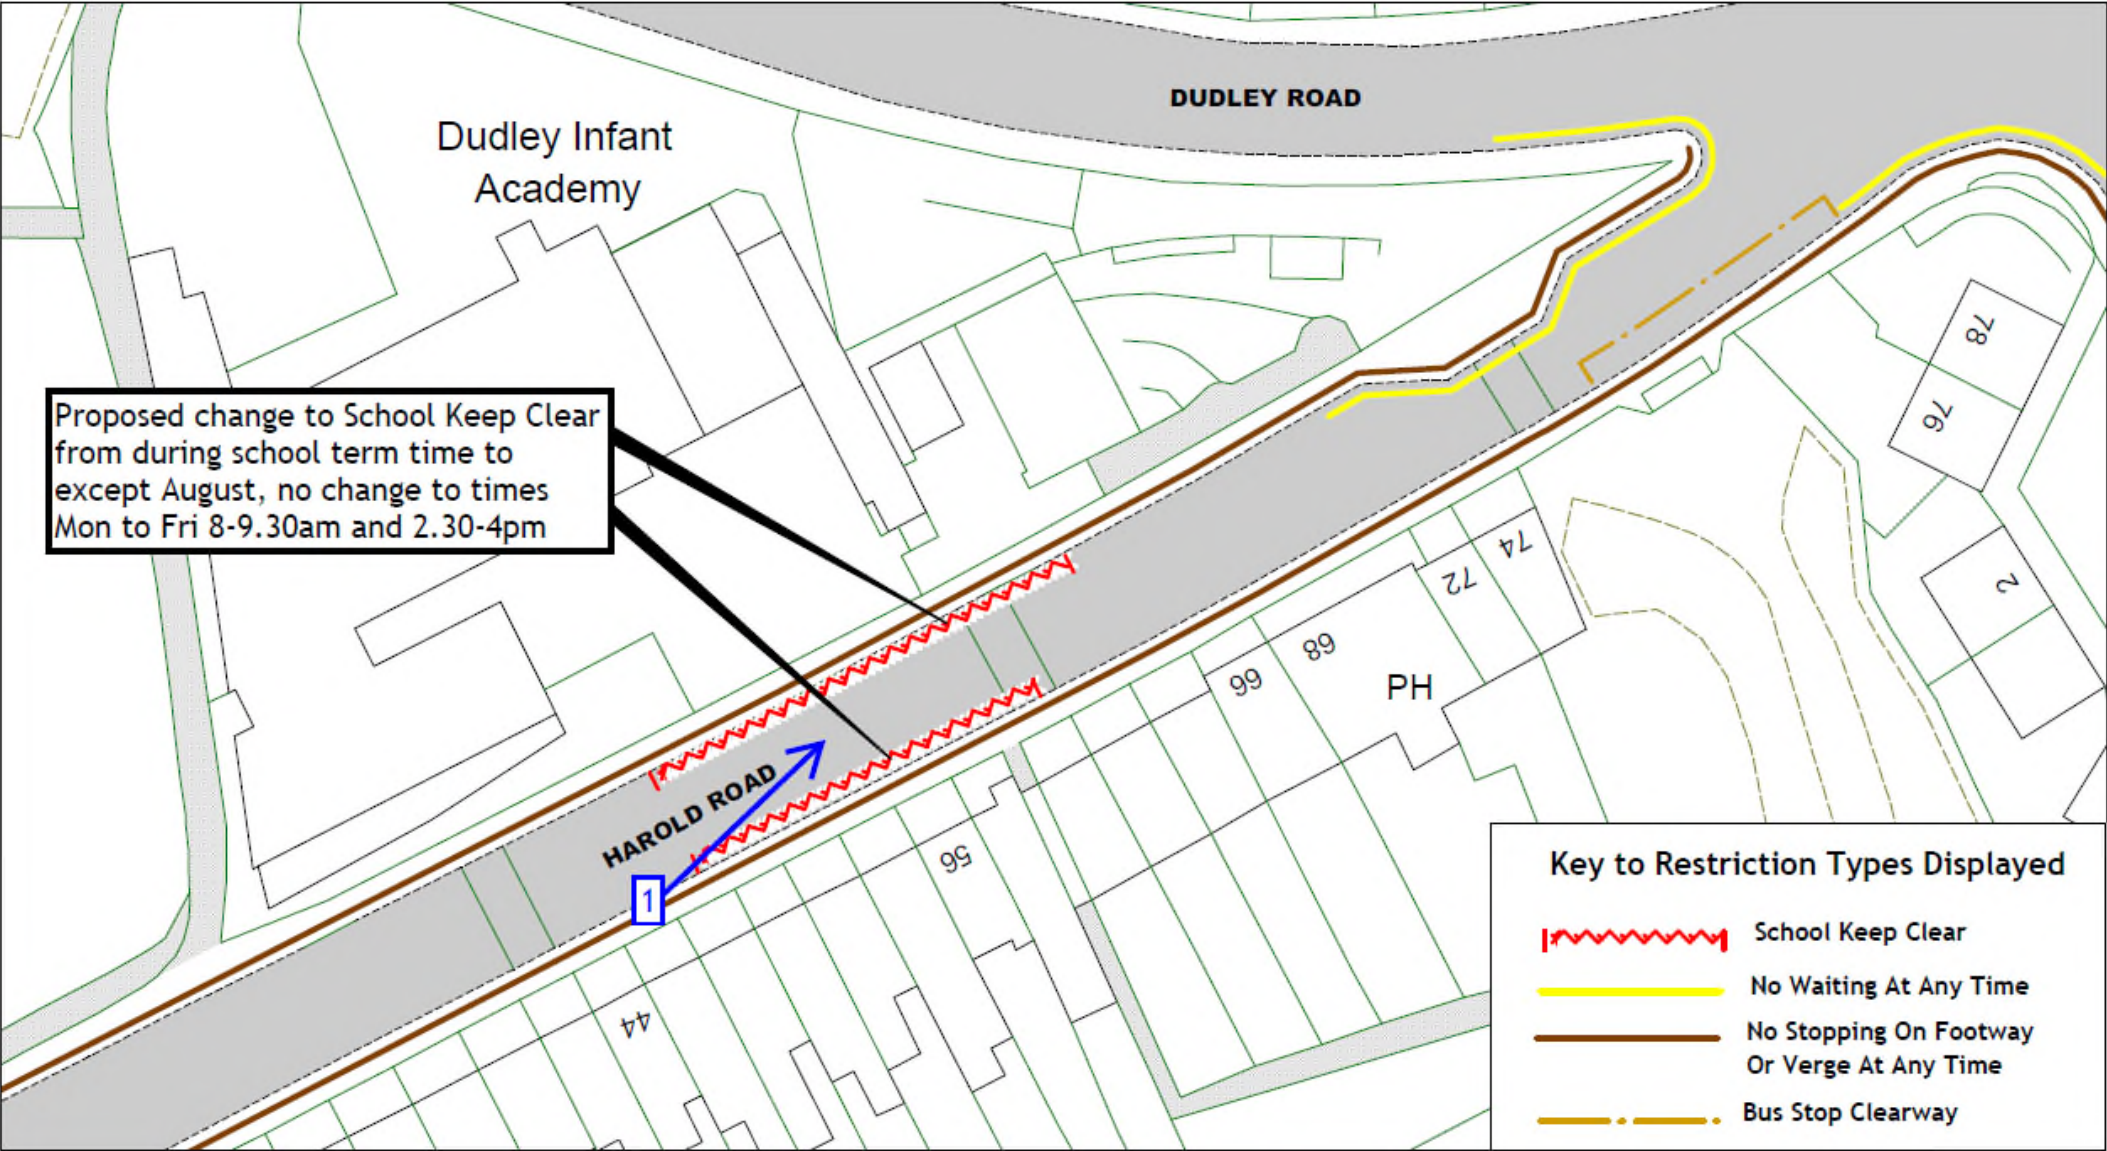 DUDLEY ROAD
Dudley Infant
Academy
78
76
Proposed change to School Keep Clear
from during school term time to
except August, no change to times
Mon to Fri 8-9.30am and 2.30-4pm
74
72
2
68
66
PH
HAROLD ROAD
56
1
44
Key to Restriction Types Displayed
School Keep Clear
No Waiting At Any Time
No Stopping On Footway
Or Verge At Any Time
Bus Stop Clearway